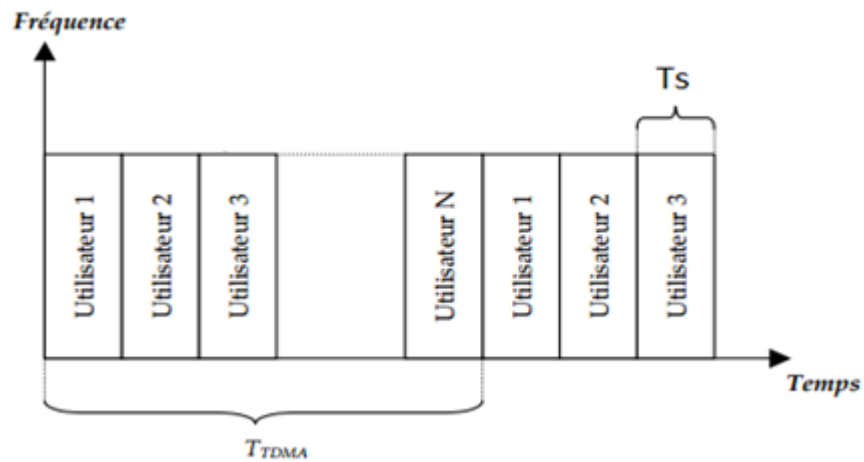 Fréquence
Ts
Utilisateur 1
Utilisateur 2
Utilisateur 3
Utilisateur N
Utilisateur 1
Utilisateur 2
Utilisateur 3
Temps
TTDMA